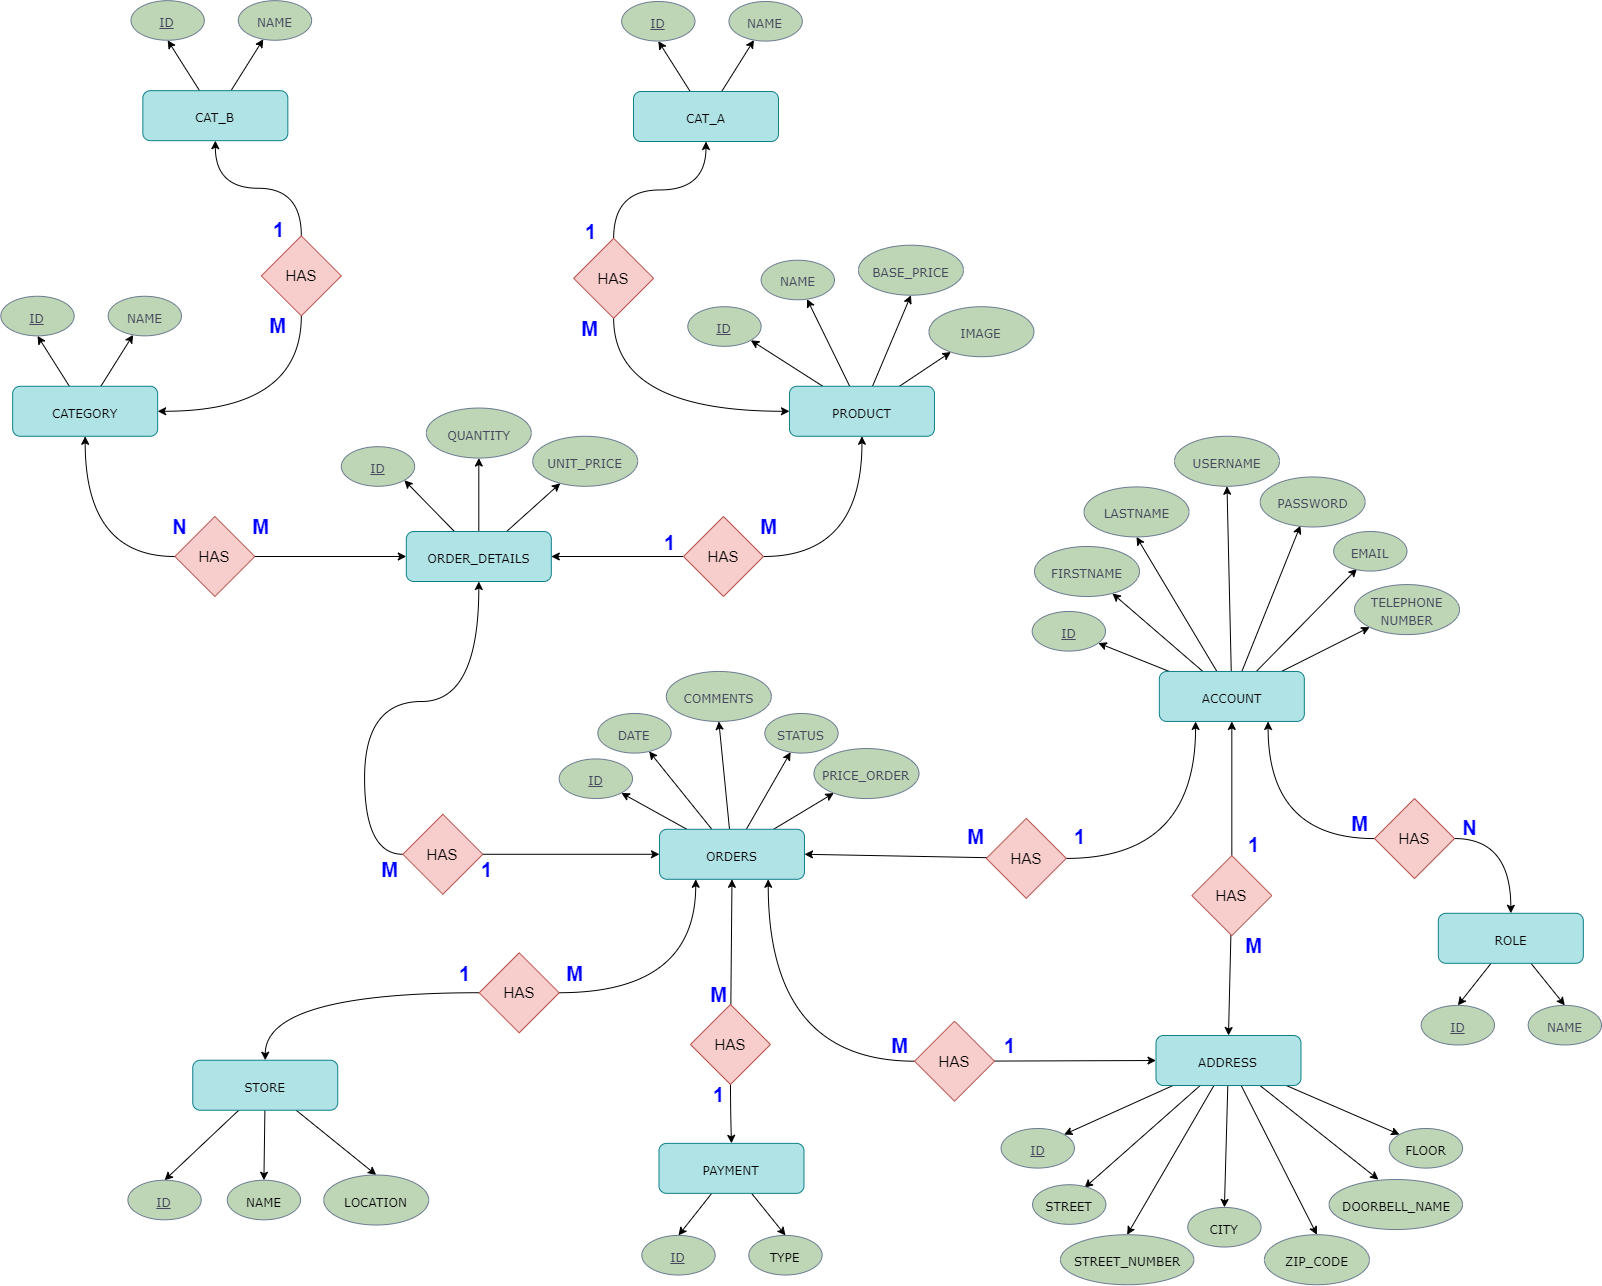 ID
NAME
ID
NAME
CAT_B
CAT_A
1
1
HAS
HAS
M
M
ID
NAME
ID
NAME
BASE_PRICE
IMAGE
CATEGORY
PRODUCT
ID
QUANTITY
UNIT_PRICE
N
HAS
M
ORDER_DETAILS
1
HAS
M
USERNAME
LASTNAME
PASSWORD
FIRSTNAME
EMAIL
ID
TELEPHONE
NUMBER
ACCOUNT
COMMENTS
DATE
STATUS
ID
PRICE_ORDER
M
HAS
1
ORDERS
M
HAS
1
1
HAS
M
M
HAS
N
ROLE
ID
NAME
1
HAS
M
M
HAS
1
M
HAS
1
STORE
ID
NAME
LOCATION
PAYMENT
ID
TYPE
ADDRESS
ID
STREET
STREET_NUMBER
CITY
ZIP_CODE
DOORBELL_NAME
FLOOR